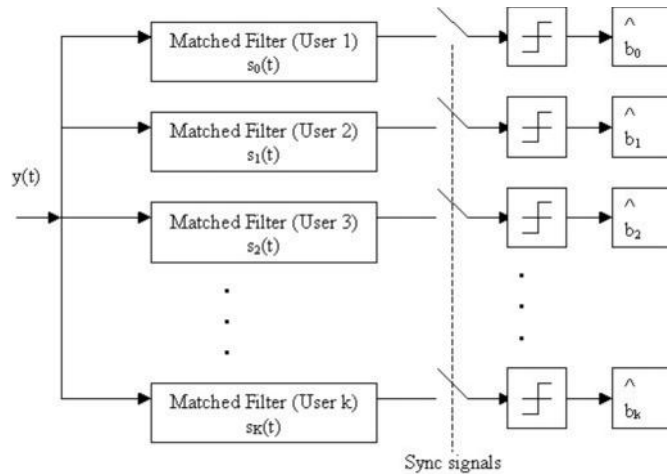 Matched Filter (User 1)
s₀(t)
^
b₀
Matched Filter (User 2)
s₁(t)
^
b₁
y(t)
Matched Filter (User 3)
s₂(t)
^
b₂
Matched Filter (User k)
s_K(t)
^
b_k
Sync signals